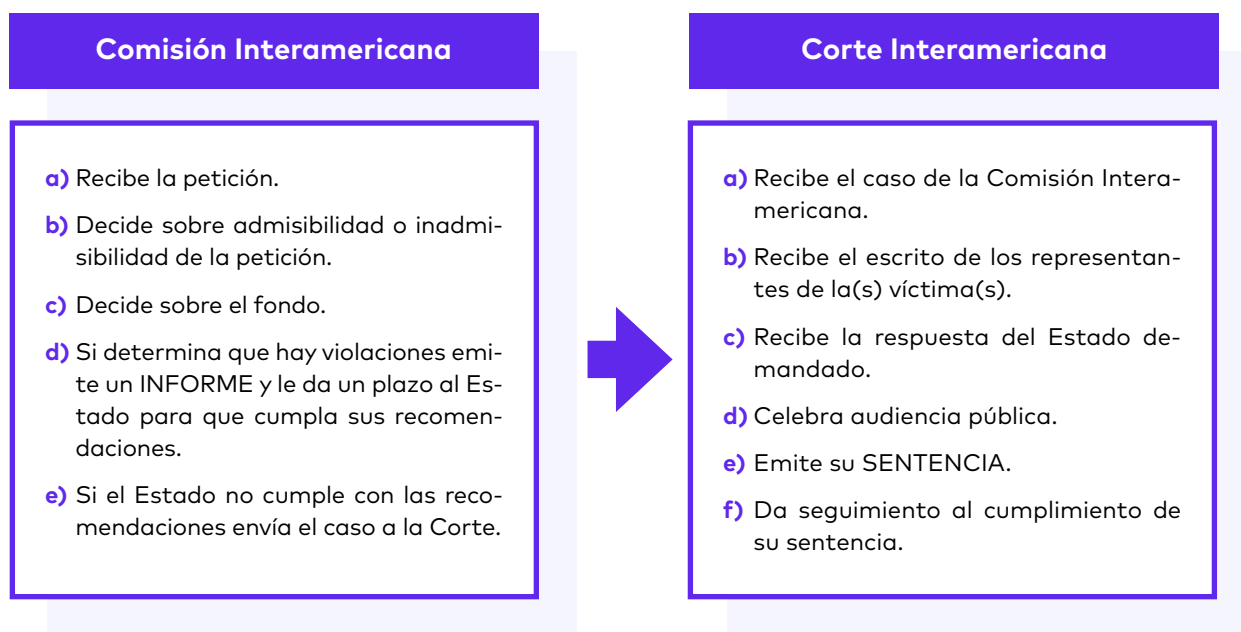 Comisión Interamericana
a) Recibe la petición.
b) Decide sobre admisibilidad o inadmi-
sibilidad de la petición.
c) Decide sobre el fondo.
d) Si determina que hay violaciones emi-
te un INFORME y le da un plazo al Es-
tado para que cumpla sus recomen-
daciones.
e) Si el Estado no cumple con las reco-
mendaciones envía el caso a la Corte.
Corte Interamericana
a) Recibe el caso de la Comisión Intera-
mericana.
b) Recibe el escrito de los representan-
tes de la(s) víctima(s).
c) Recibe la respuesta del Estado de-
mandado.
d) Celebra audiencia pública.
e) Emite su SENTENCIA.
f) Da seguimiento al cumplimiento de
su sentencia.